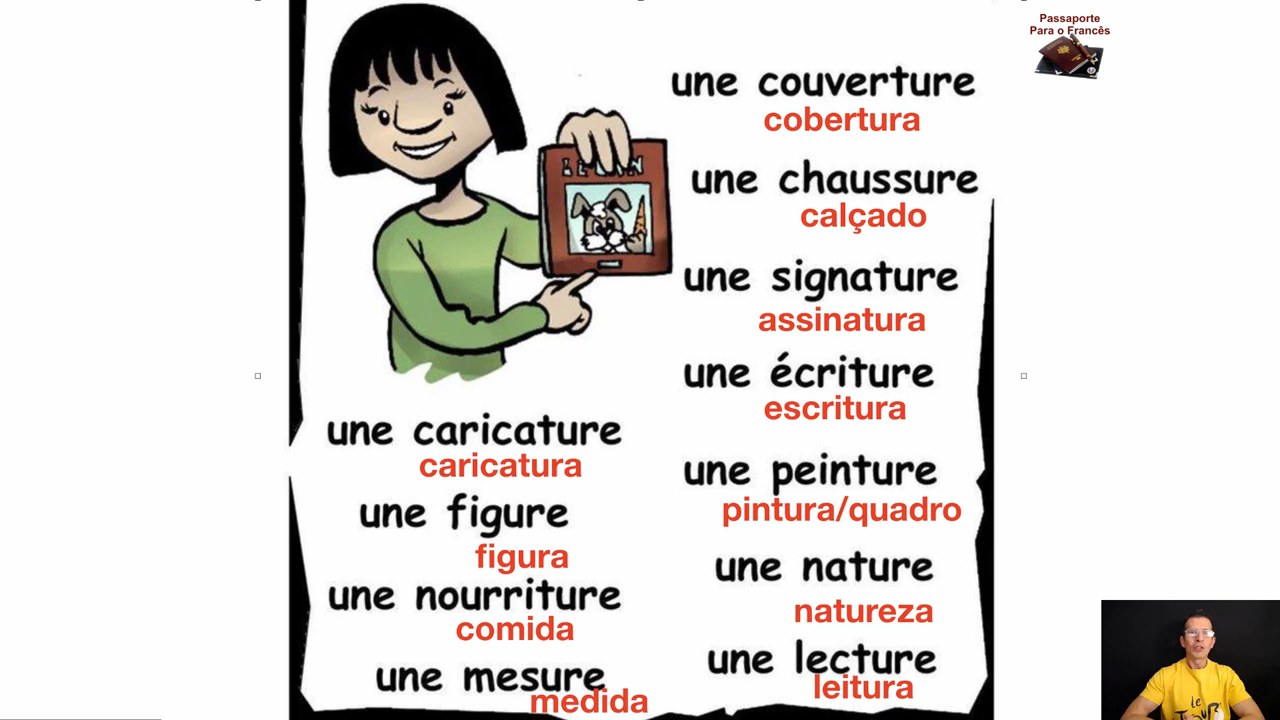 Passaporte
Para o Francês
une couverture
cobertura
une chaussure
calçado
une signature
assinatura
une écriture
escritura
une peinture
pintura/quadro
une nature
natureza
une lecture
leitura
une caricature
caricatura
une figure
figura
une nourriture
comida
une mesure
medida
le